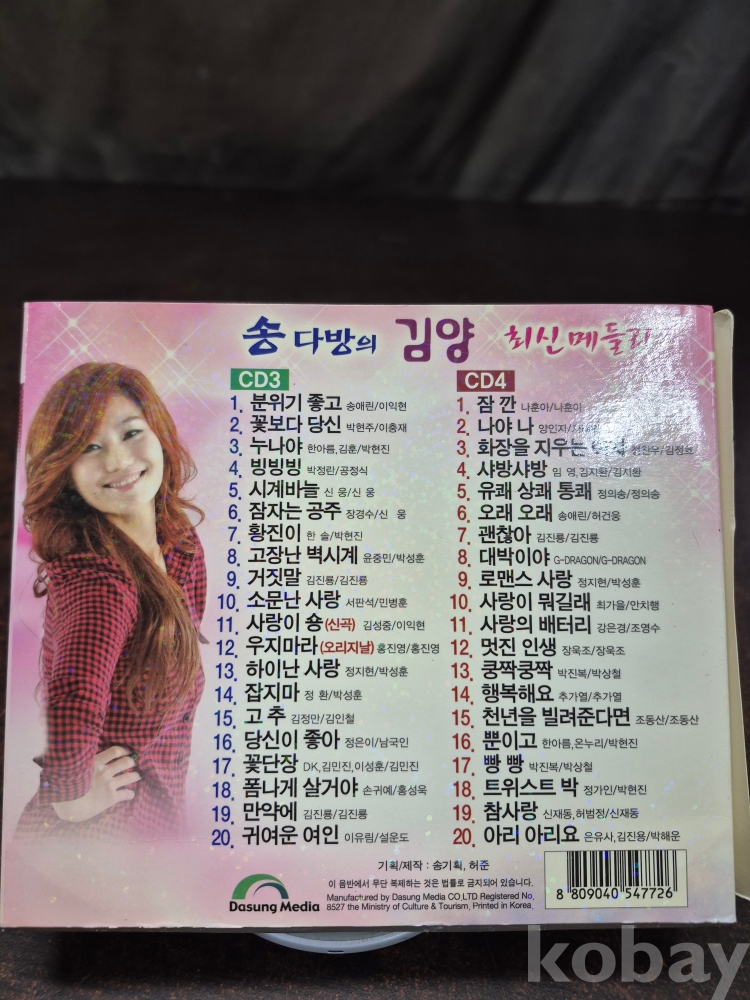 송 다방의 김양 최신메들리
CD3
1. 분위기 좋고 송애린/이익현
2. 꽃보다 당신 박현주/이충재
3. 누나야 한아름,김훈/박현진
4. 빙빙빙 박정란/공정식
5. 시계바늘 신 웅/신 웅
6. 잠자는 공주 장경수/신 웅
7. 황진이 한 솔/박현진
8. 고장난 벽시계 윤중민/박성훈
9. 거짓말 김진룡/김진룡
10. 소문난 사랑 서판석/민병훈
11. 사랑이 숑(신곡) 김성중/이익현
12. 우지마라(오리지날) 홍진영/홍진영
13. 하이난 사랑 정지현/박성훈
14. 잡지마 정 환/박성훈
15. 고 추 김정만/김인철
16. 당신이 좋아 정은이/남국인
17. 꽃단장 DK,김민진,이성훈/김민진
18. 폼나게 살거야 손귀예/홍성욱
19. 만약에 김진룡/김진룡
20. 귀여운 여인 이유림/설운도
CD4
1. 잠 깐 나훈아/나훈아
2. 나야 나 양인자/
3. 화장을 지우는
4. 샤방샤방 임 영,김지환/김지환
5. 유쾌 상쾌 통쾌 정의송/정의송
6. 오래 오래 송애린/허건웅
7. 괜찮아 김진룡/김진룡
8. 대박이야 G-DRAGON/G-DRAGON
9. 로맨스 사랑 정지현/박성훈
10. 사랑이 뭐길래 최가을/안치행
11. 사랑의 배터리 강은경/조영수
12. 멋진 인생 장욱조/장욱조
13. 쿵짝쿵짝 박진복/박상철
14. 행복해요 추가열/추가열
15. 천년을 빌려준다면 조동산/조동산
16. 뿐이고 한아름,온누리/박현진
17. 빵 빵 박진복/박상철
18. 트위스트 박 정가인/박현진
19. 참사랑 신재동,허범정/신재동
20. 아리 아리요 은유사,김진용/박해운
기획/제작 : 송기획, 허준
이 음반에서 무단 복제하는 것은 법률로 금지되어 있습니다.
Manufactured by Dasung Media CO.,LTD Registered No.
8527 the Ministry of Culture & Tourism, Printed in Korea.
Dasung Media
8 809040 547726
kobay